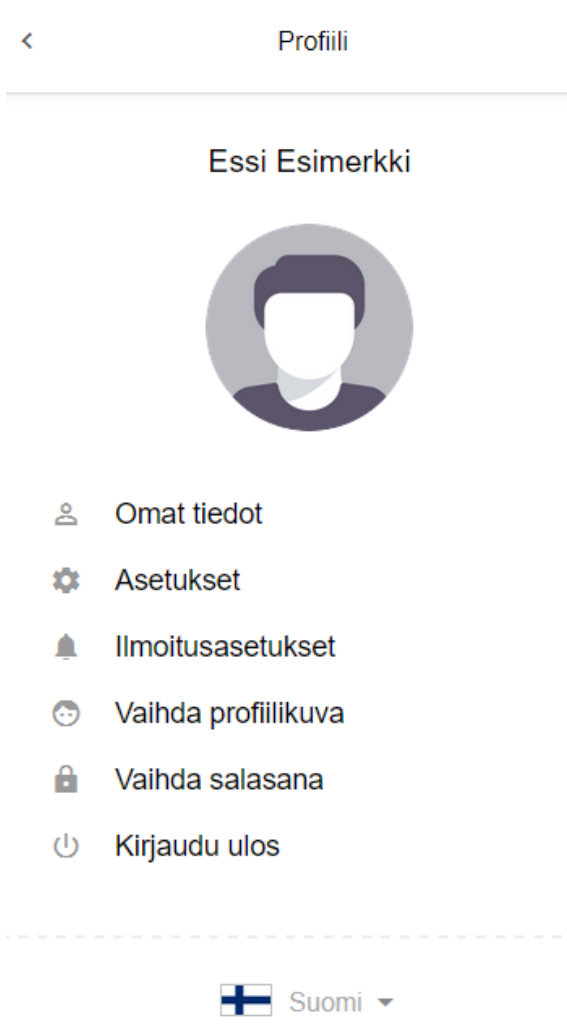 Profiili
Essi Esimerkki
Omat tiedot
Asetukset
Ilmoitusasetukset
Vaihda profiilikuva
Vaihda salasana
Kirjaudu ulos
Suomi